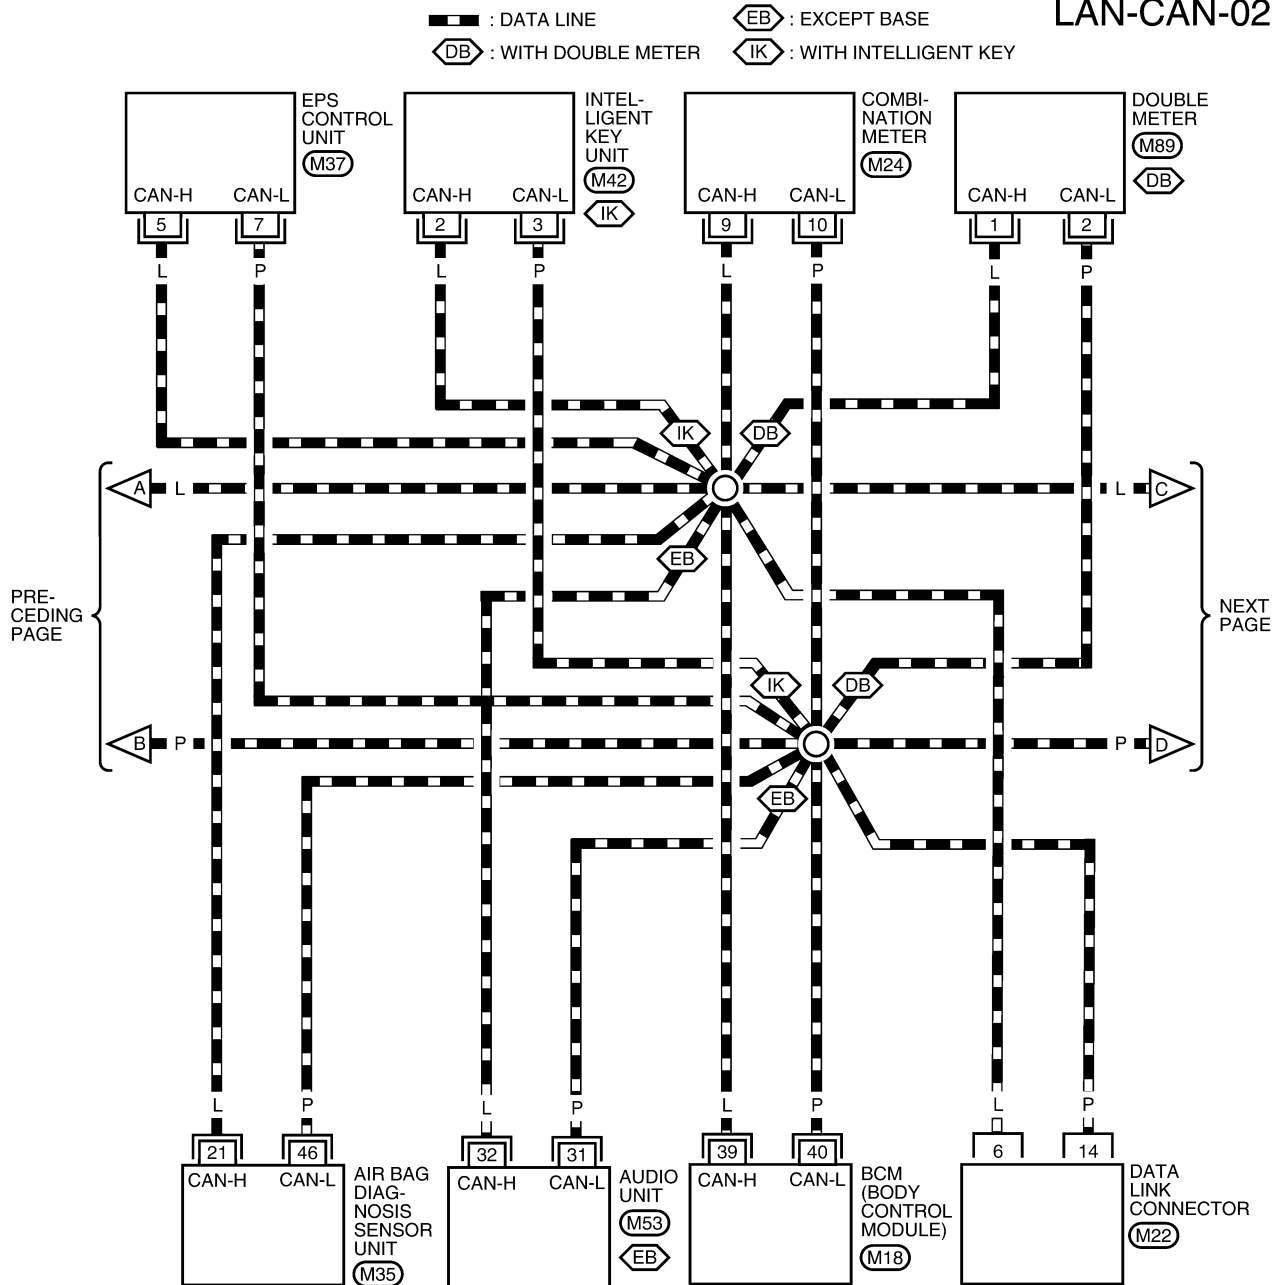 LAN-CAN-02
: DATA LINE
EB : EXCEPT BASE
DB : WITH DOUBLE METER
IK : WITH INTELLIGENT KEY
EPS
CONTROL
UNIT
M37
INTEL-
LIGENT
KEY
UNIT
M42
IK
COMBI-
NATION
METER
M24
DOUBLE
METER
M89
DB
CAN-H CAN-L
CAN-H CAN-L
CAN-H CAN-L
CAN-H CAN-L
5 7 2 3 9 10 1 2
L P L P L P L P
IK DB
A L L C
EB
PRE-
CEDING
PAGE
NEXT
PAGE
IK DB
B P P D
EB
L P L P L P L P
21 46 32 31 39 40 6 14
CAN-H CAN-L
CAN-H CAN-L
CAN-H CAN-L
AIR BAG
DIAG-
NOSIS
SENSOR
UNIT
M35
AUDIO
UNIT
M53
EB
BCM
(BODY
CONTROL
MODULE)
M18
DATA
LINK
CONNECTOR
M22